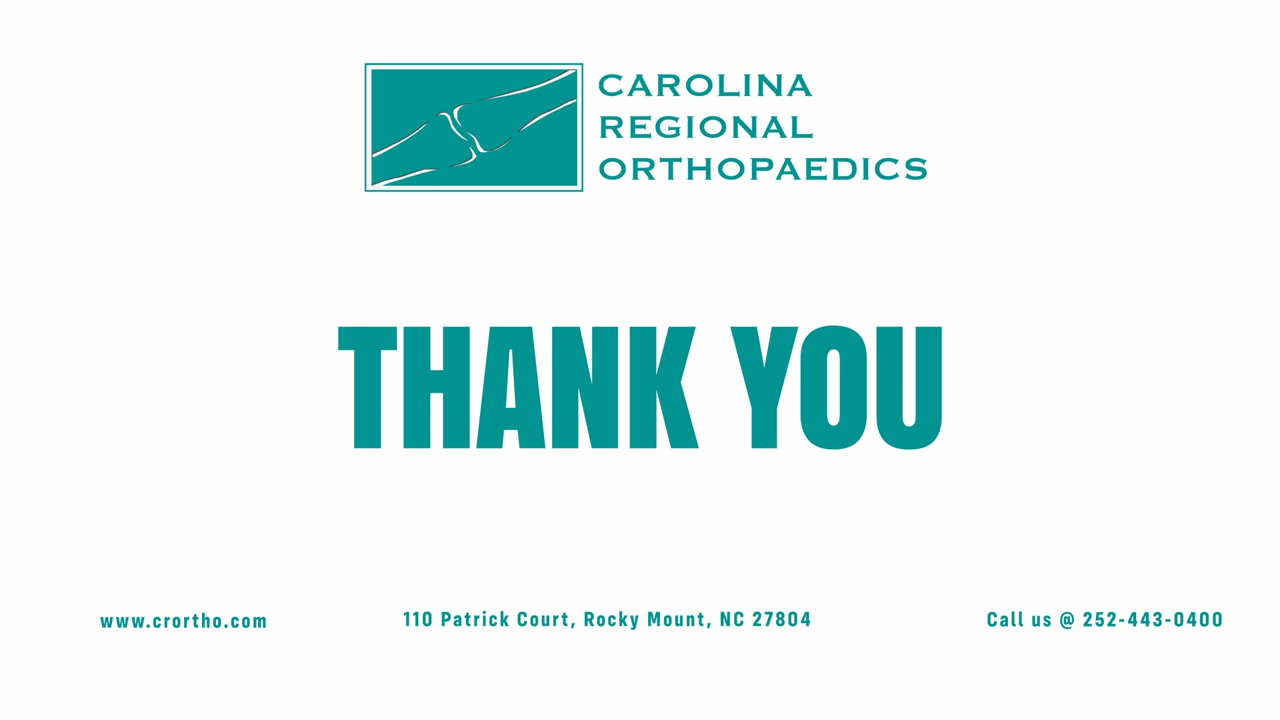 CAROLINA
REGIONAL
ORTHOPAEDICS
THANK YOU
www.crortho.com
110 Patrick Court, Rocky Mount, NC 27804
Call us @ 252-443-0400